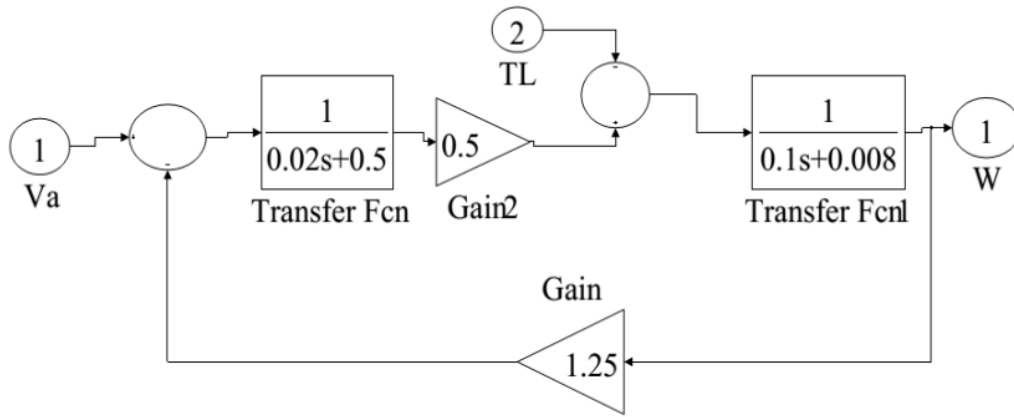 2
TL
-
+
1
Va
+
-
1
0.02s+0.5
Transfer Fcn
0.5
Gain2
1
0.1s+0.008
Transfer Fcn1
1
W
Gain
1.25